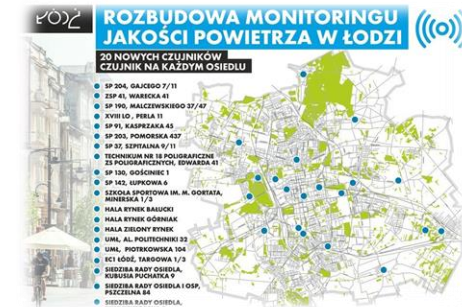 ŁÓDŹ
ROZBUDOWA MONITORINGU
JAKOŚCI POWIETRZA W ŁODZI
20 NOWYCH CZUJNIKÓW
CZUJNIK NA KAŻDYM OSIEDLU
SP 204, GAJCEGO 7/11
ZSP 41, WARECKA 41
SP 190, MALCZEWSKIEGO 37/47
XVIII LO, PERLA 11
SP 91, KASPRZAKA 45
SP 203, POMORSKA 437
SP 37, SZPITALNA 9/11
TECHNIKUM NR 18 POLIGRAFICZNE
ZS POLIGRAFICZNYCH, EDWARDA 41
SP 130, GOŚCINIEC 1
SP 142, ŁUPKOWA 6
SZKOŁA SPORTOWA IM. M. GORTATA,
MINERSKA 1/3
HALA RYNEK BAŁUCKI
HALA RYNEK GÓRNIAK
HALA ZIELONY RYNEK
UMŁ, AL. POLITECHNIKI 32
UMŁ, PIOTRKOWSKA 104
EC1 ŁÓDŹ, TARGOWA 1/3
SIEDZIBA RADY OSIEDLA,
KUBUSIA PUCHATKA 9
SIEDZIBA RADY OSIEDLA I OSP,
PSZCZELNA 84
SIEDZIBA RADY OSIEDLA,